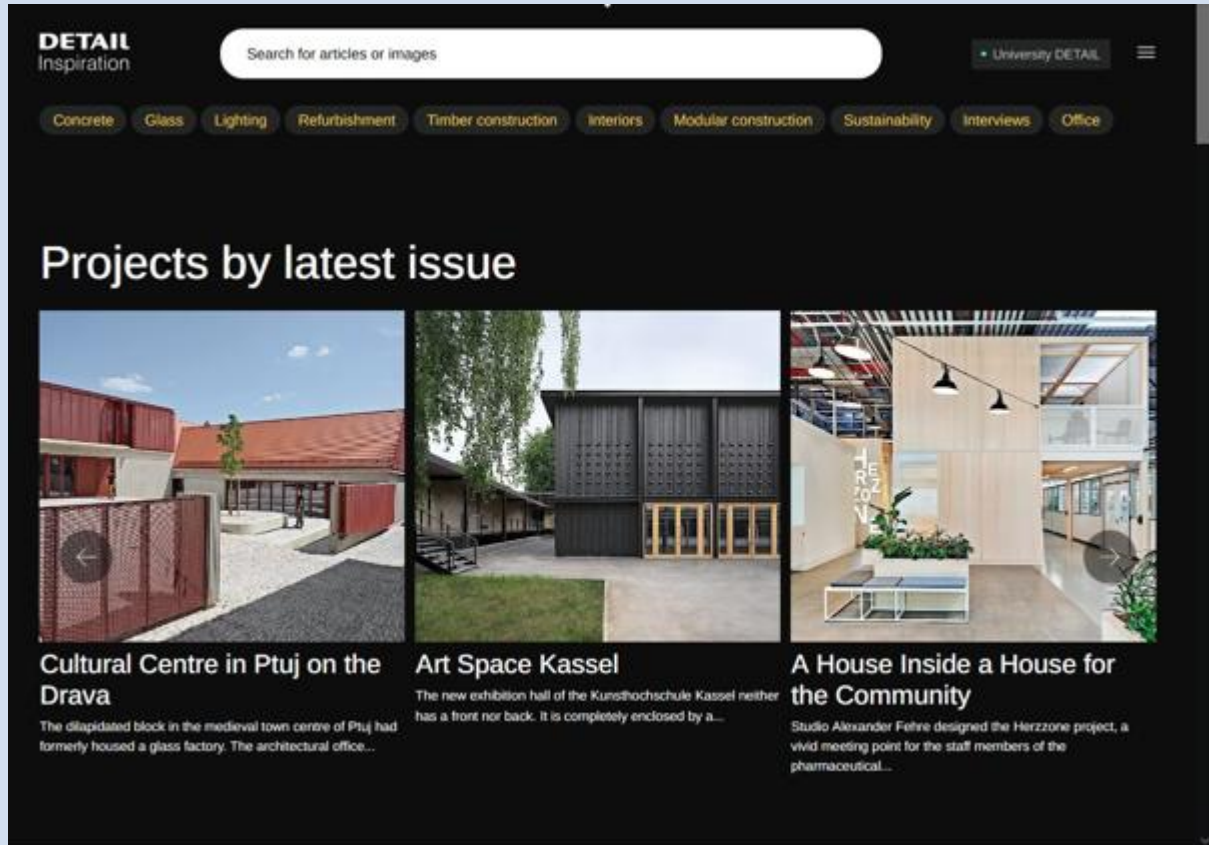 DETAIL
Inspiration
Search for articles or images
• University DETAIL
Concrete Glass Lighting Refurbishment Timber construction Interiors Modular construction Sustainability Interviews Office
Projects by latest issue
HERZZONE
Cultural Centre in Ptuj on the
Drava
The dilapidated block in the medieval town centre of Ptuj had
formerly housed a glass factory. The architectural office...
Art Space Kassel
The new exhibition hall of the Kunsthochschule Kassel neither
has a front nor back. It is completely enclosed by a...
A House Inside a House for
the Community
Studio Alexander Fehre designed the Herzzone project, a
vivid meeting point for the staff members of the
pharmaceutical...